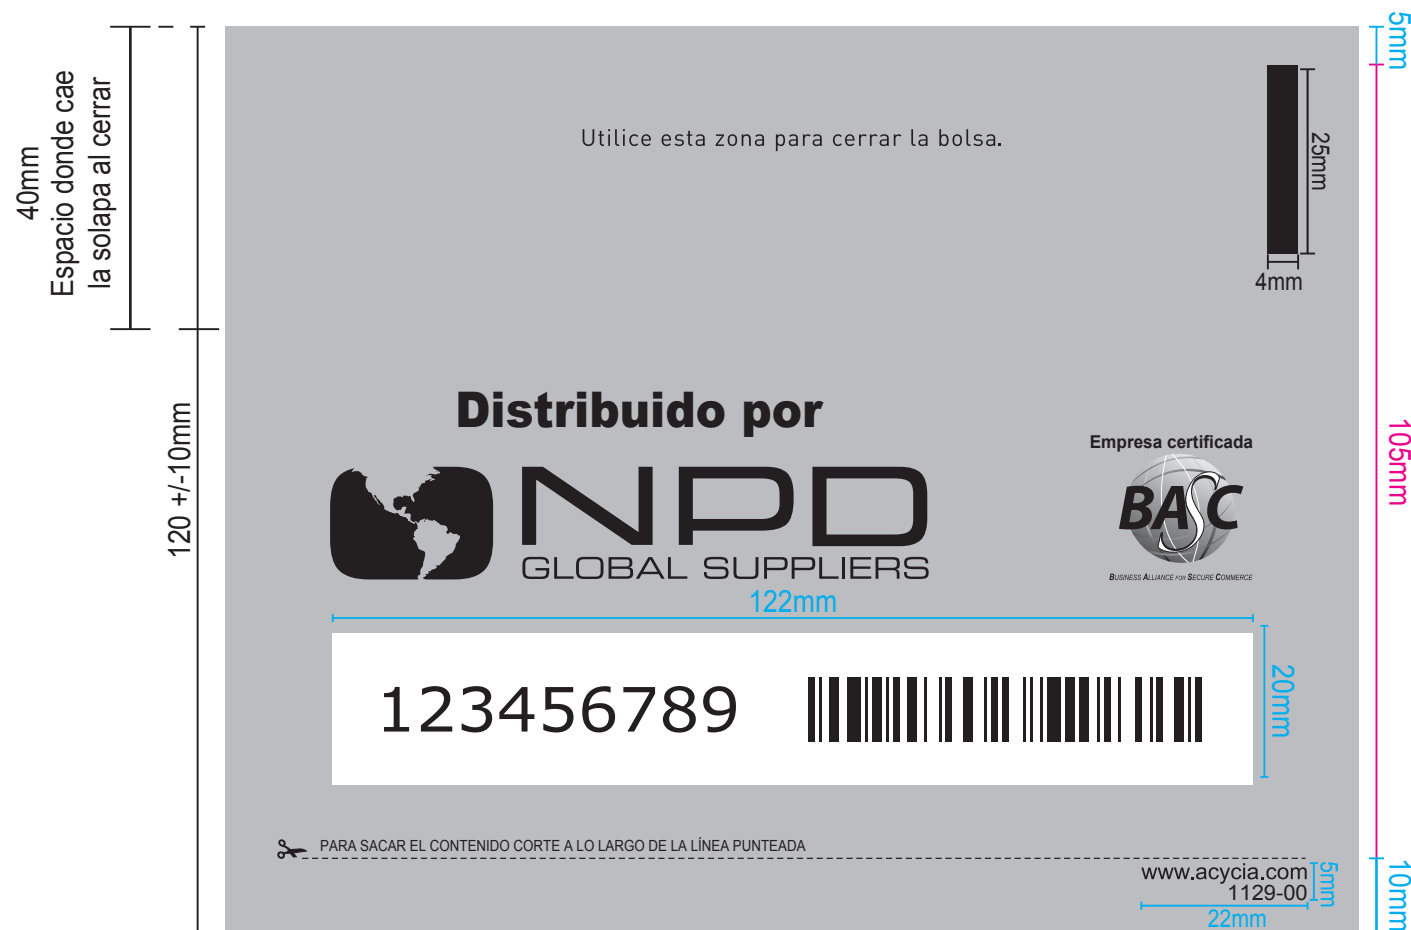 5mm
40mm
Espacio donde cae
la solapa al cerrar
Utilice esta zona para cerrar la bolsa.
25mm
4mm
120 +/-10mm
105mm
Distribuido por
NPD
GLOBAL SUPPLIERS
Empresa certificada
BASC
BUSINESS ALLIANCE FOR SECURE COMMERCE
122mm
123456789
20mm
PARA SACAR EL CONTENIDO CORTE A LO LARGO DE LA LÍNEA PUNTEADA
www.acycia.com
1129-00
5mm
22mm
10mm